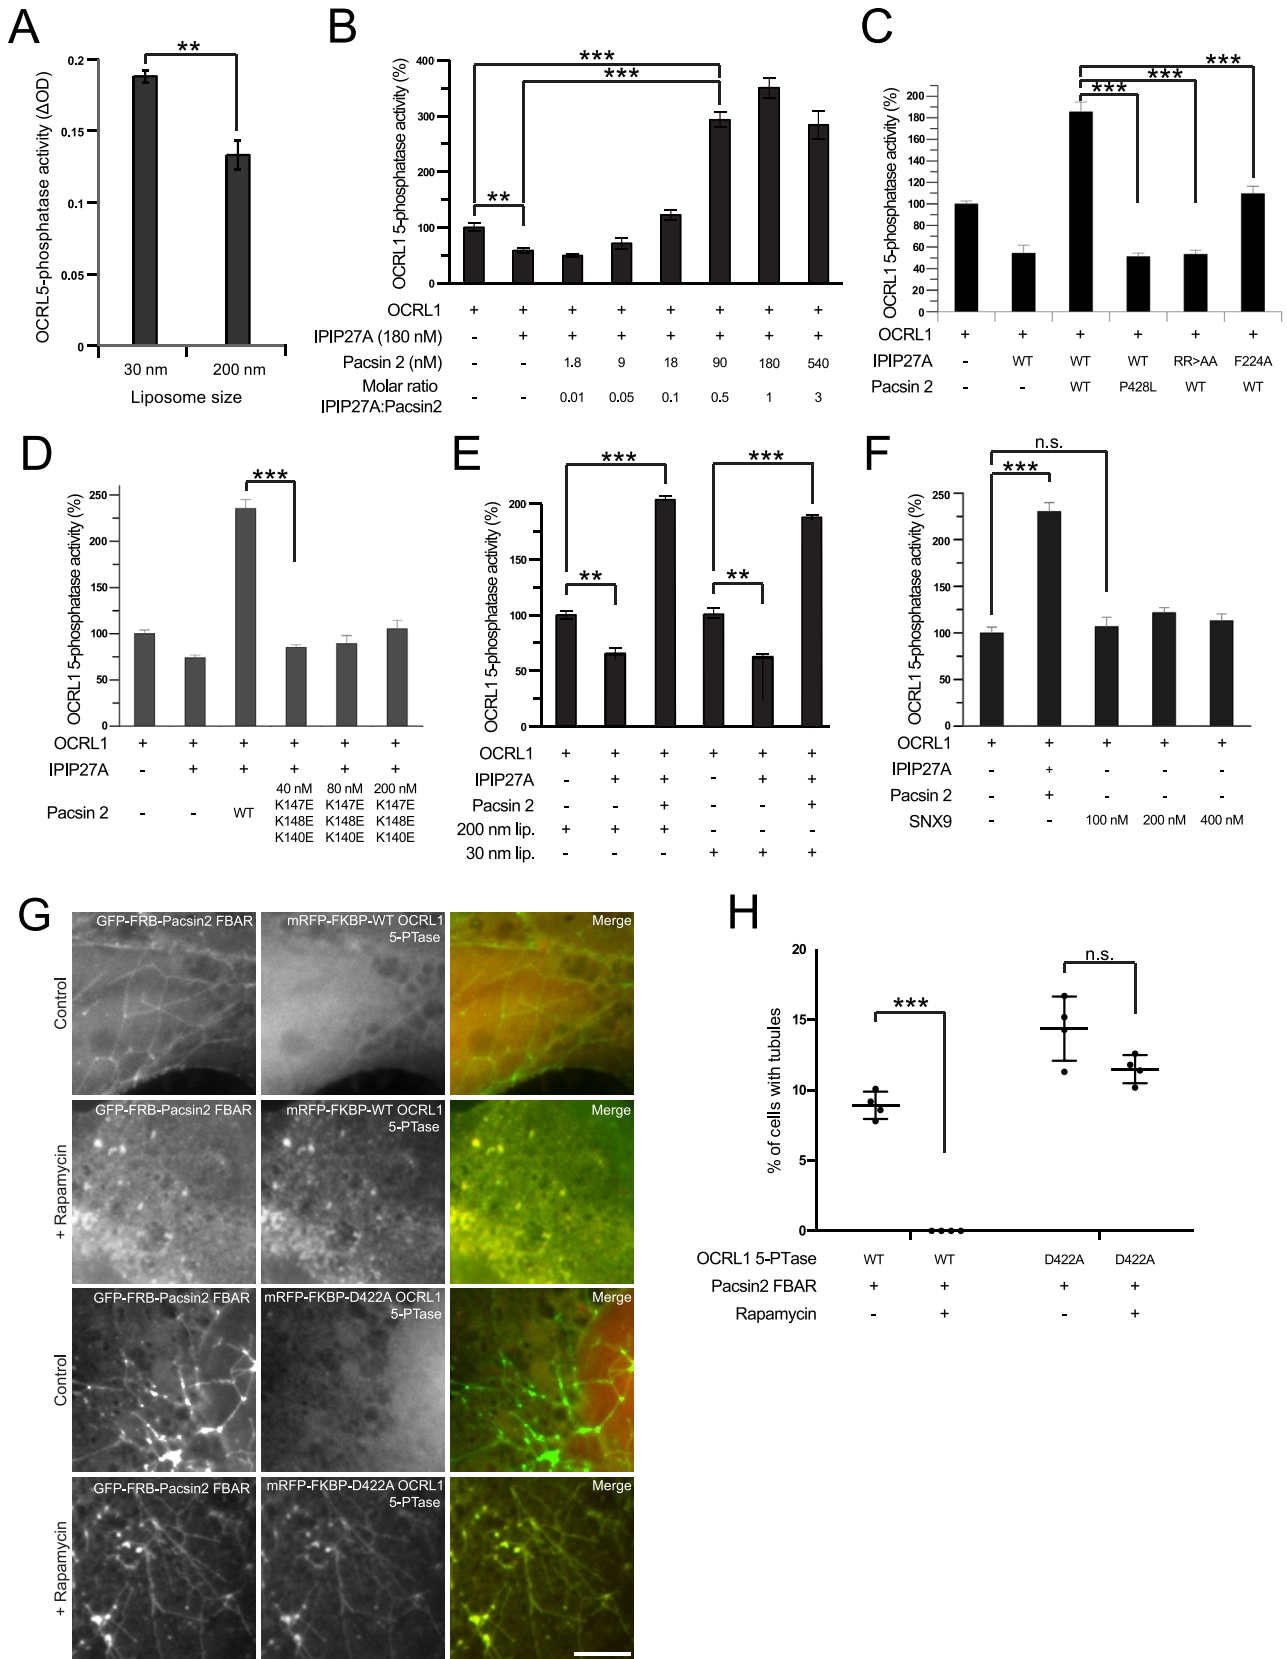 A
OCRL5-phosphatase activity (ΔOD)
0.2
0.15
0.1
0.05
0
**
30 nm 200 nm
Liposome size
B
OCRL1 5-phosphatase activity (%)
400
300
200
100
0
***
***
**
OCRL1 + + + + + + + +
IPIP27A (180 nM) - + + + + + + +
Pacsin 2 (nM) - - 1.8 9 18 90 180 540
Molar ratio
IPIP27A:Pacsin2 - - 0.01 0.05 0.1 0.5 1 3
C
OCRL1 5-phosphatase activity (%)
200
180
160
140
120
100
80
60
40
20
0
***
***
***
OCRL1 + + + + + +
IPIP27A - WT WT WT RR>AA F224A
Pacsin 2 - - WT P428L WT WT
D
OCRL1 5-phosphatase activity (%)
250
200
150
100
50
0
***
OCRL1 + + + + + +
IPIP27A - + + + + +
40 nM 80 nM 200 nM
Pacsin 2 - - WT K147E K147E K147E
K148E K148E K148E
K140E K140E K140E
E
OCRL1 5-phosphatase activity (%)
200
150
100
50
0
***
***
**
**
OCRL1 + + + + + +
IPIP27A - + + - + +
Pacsin 2 - - + - - +
200 nm lip. + + + - - -
30 nm lip. - - - + + +
F
OCRL1 5-phosphatase activity (%)
250
200
150
100
50
0
n.s.
***
OCRL1 + + + + +
IPIP27A - + - - -
Pacsin 2 - + - - -
SNX9 - - 100 nM 200 nM 400 nM
G
Control
GFP-FRB-Pacsin2 FBAR
mRFP-FKBP-WT OCRL1
5-PTase
Merge
+ Rapamycin
GFP-FRB-Pacsin2 FBAR
mRFP-FKBP-WT OCRL1
5-PTase
Merge
Control
GFP-FRB-Pacsin2 FBAR
mRFP-FKBP-D422A OCRL1
5-PTase
Merge
+ Rapamycin
GFP-FRB-Pacsin2 FBAR
mRFP-FKBP-D422A OCRL1
5-PTase
Merge
H
% of cells with tubules
20
15
10
5
0
***
n.s.
OCRL1 5-PTase WT WT D422A D422A
Pacsin2 FBAR + + + +
Rapamycin - + - +